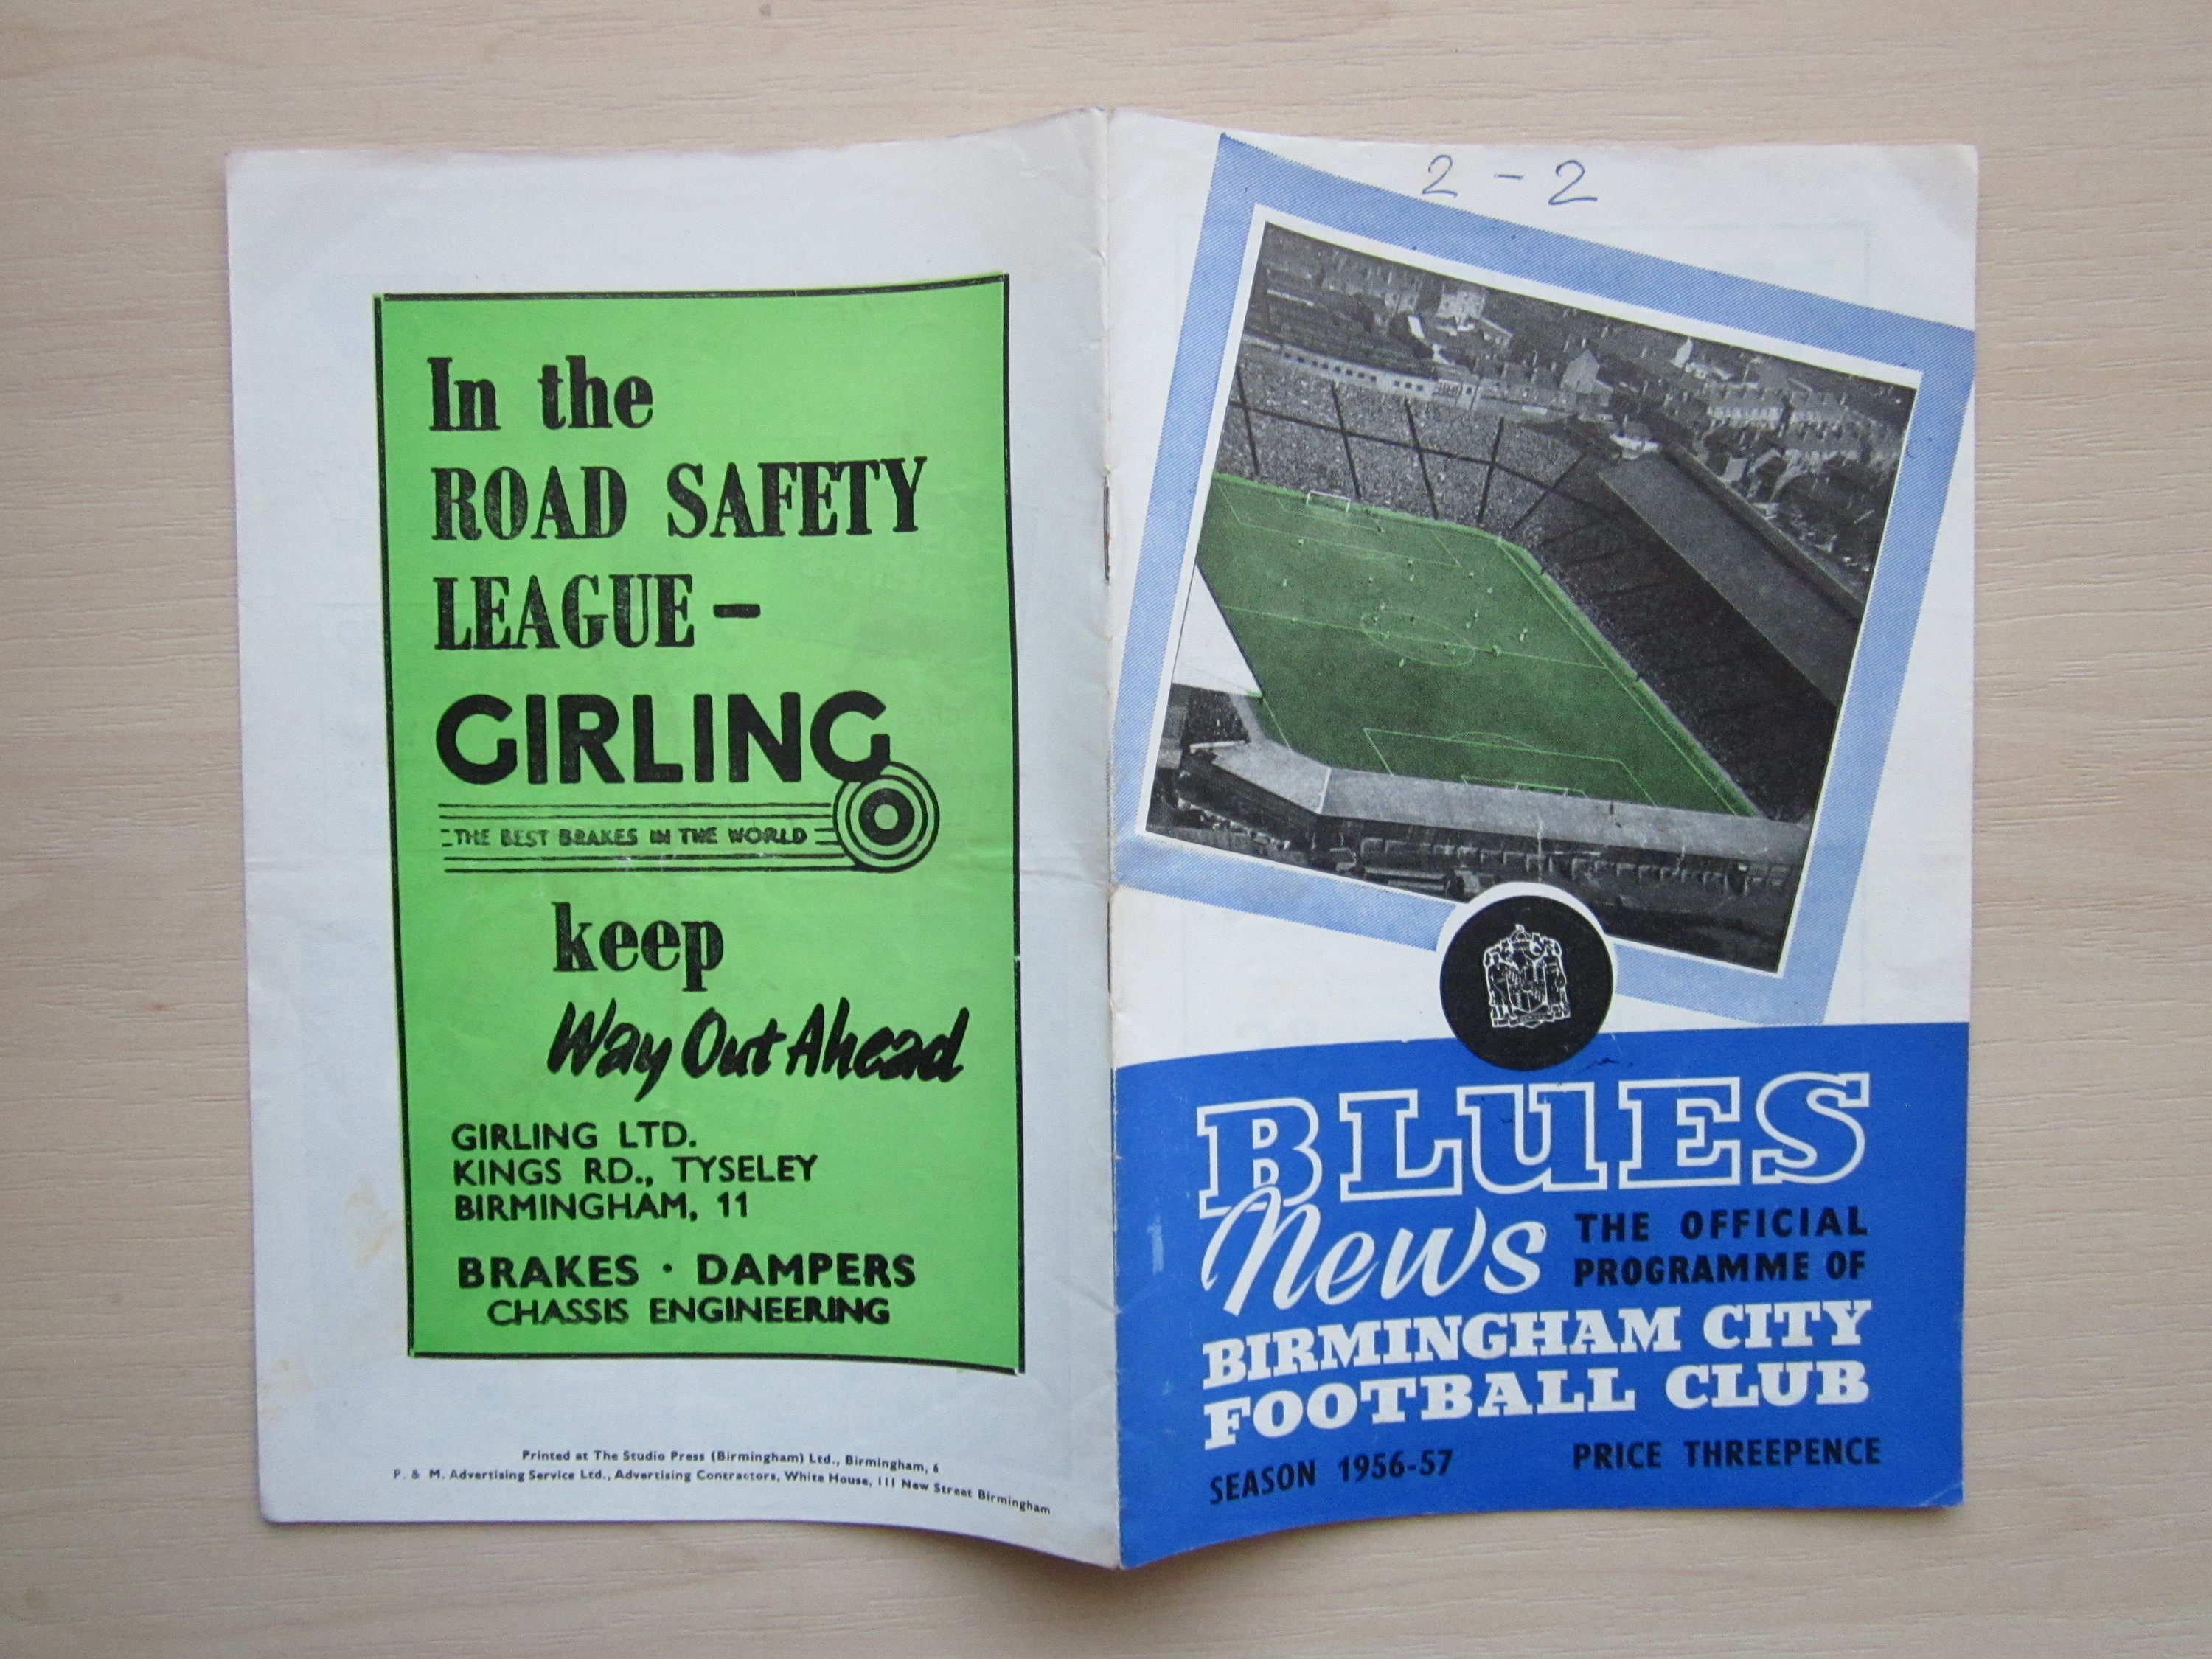 In the
ROAD SAFETY
LEAGUE –
GIRLING
THE BEST BRAKES IN THE WORLD
keep
Way Out Ahead
GIRLING LTD.
KINGS RD., TYSELEY
BIRMINGHAM, 11
BRAKES · DAMPERS
CHASSIS ENGINEERING
Printed at The Studio Press (Birmingham) Ltd., Birmingham, 6
P. & M. Advertising Service Ltd., Advertising Contractors, White House, 111 New Street Birmingham
2 - 2
BLUES
News
THE OFFICIAL
PROGRAMME OF
BIRMINGHAM CITY
FOOTBALL CLUB
SEASON 1956-57 PRICE THREEPENCE